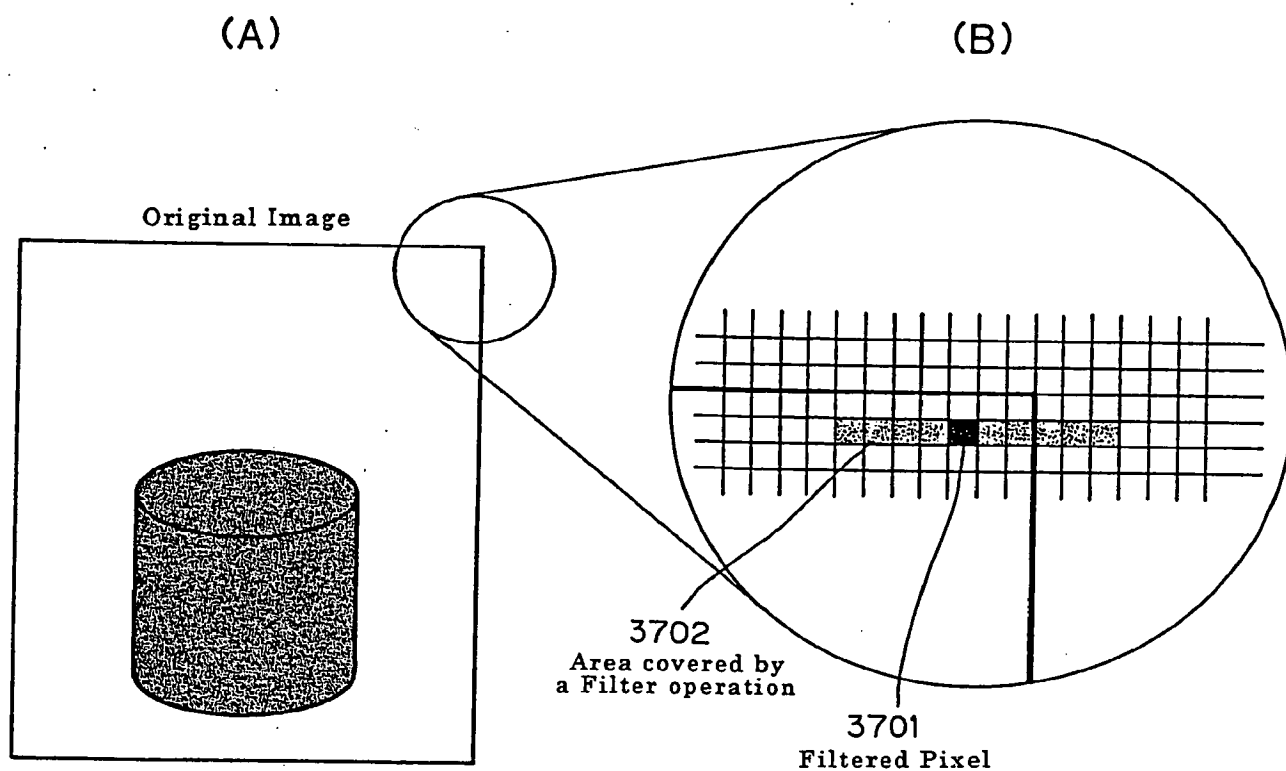 (A)
(B)
Original Image
3702
Area covered by
a Filter operation
3701
Filtered Pixel